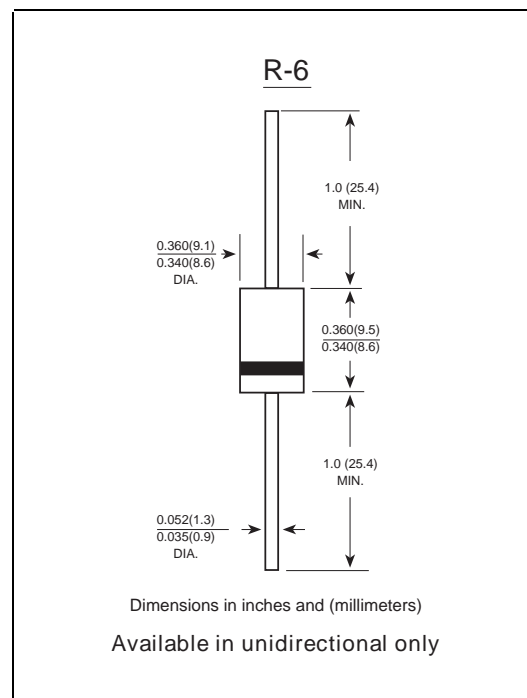 R-6
1.0 (25.4)
MIN.
0.360(9.1)
0.340(8.6)
DIA.
0.360(9.5)
0.340(8.6)
1.0 (25.4)
MIN.
0.052(1.3)
0.035(0.9)
DIA.
Dimensions in inches and (millimeters)
Available in unidirectional only